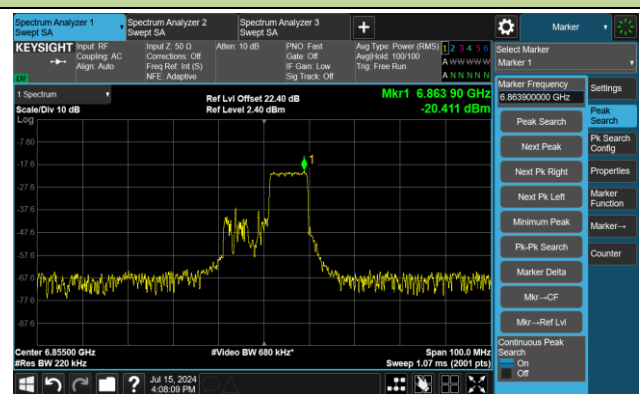 Spectrum Analyzer 1
Swept SA
Spectrum Analyzer 2
Swept SA
Spectrum Analyzer 3
Swept SA
+
Marker
KEYSIGHT
Input: RF
Coupling: AC
Align: Auto
Input Z: 50 Ω
Corrections: Off
Freq Ref: Int (S)
NFE: Adaptive
Atten: 10 dB
PNO: Fast
Gate: Off
IF Gain: Low
Sig Track: Off
Avg Type: Power (RMS)
Avg|Hold: 100/100
Trig: Free Run
1 2 3 4 5 6
A W W W W W
A N N N N N
LXI
Select Marker
Marker 1
1 Spectrum
Scale/Div 10 dB
Log
Ref Lvl Offset 22.40 dB
Ref Level 2.40 dBm
Mkr1 6.863 90 GHz
-20.411 dBm
1
-7.60
-17.6
-27.6
-37.6
-47.6
-57.6
-67.6
-77.6
-87.6
Center 6.85500 GHz
#Res BW 220 kHz
#Video BW 680 kHz*
Span 100.0 MHz
Sweep 1.07 ms (2001 pts)
Marker Frequency
6.863900000 GHz
Peak Search
Next Peak
Next Pk Right
Next Pk Left
Minimum Peak
Pk-Pk Search
Marker Delta
Mkr→CF
Mkr→Ref Lvl
Continuous Peak
Search
On
Off
Settings
Peak
Search
Pk Search
Config
Properties
Marker
Function
Marker→
Counter
?
Jul 15, 2024
4:08:09 PM